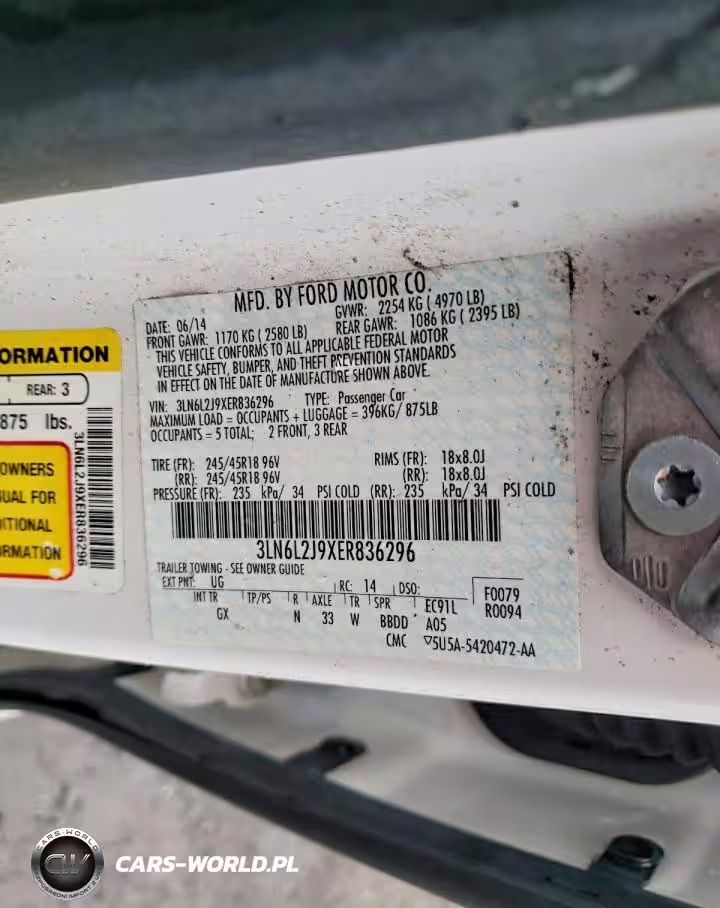 MFD. BY FORD MOTOR CO.
DATE: 06/14 GVWR: 2254 KG ( 4970 LB)
FRONT GAWR: 1170 KG ( 2580 LB) REAR GAWR: 1086 KG ( 2395 LB)
THIS VEHICLE CONFORMS TO ALL APPLICABLE FEDERAL MOTOR
VEHICLE SAFETY, BUMPER, AND THEFT PREVENTION STANDARDS
IN EFFECT ON THE DATE OF MANUFACTURE SHOWN ABOVE.
VIN: 3LN6L2J9XER836296 TYPE: Passenger Car
MAXIMUM LOAD = OCCUPANTS + LUGGAGE = 396KG/ 875LB
OCCUPANTS = 5 TOTAL; 2 FRONT, 3 REAR
TIRE (FR): 245/45R18 96V RIMS (FR): 18x8.0J
(RR): 245/45R18 96V (RR): 18x8.0J
PRESSURE (FR): 235 kPa/ 34 PSI COLD (RR): 235 kPa/ 34 PSI COLD
3LN6L2J9XER836296
TRAILER TOWING - SEE OWNER GUIDE
EXT PNT: UG RC: 14 DSO: F0079
INT TR TP/PS R AXLE TR SPR EC91L R0094
GX N 33 W BBDD A05
CMC ▽5U5A-5420472-AA
ORMATION
REAR: 3
875 lbs.
OWNERS
UAL FOR
DITIONAL
ORMATION
3LN6L2J9XER836296
CARS-WORLD
CW
BEZPOŚREDNI IMPORT Z USA
CARS-WORLD.PL